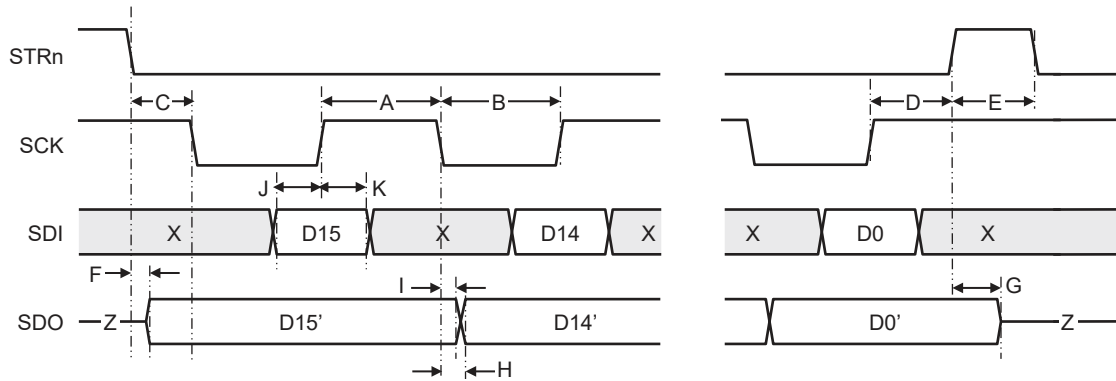 STRn
C A B D E
SCK
J K
SDI X D15 X D14 X X D0 X
F I G
SDO Z D15’ D14’ D0’ Z
H